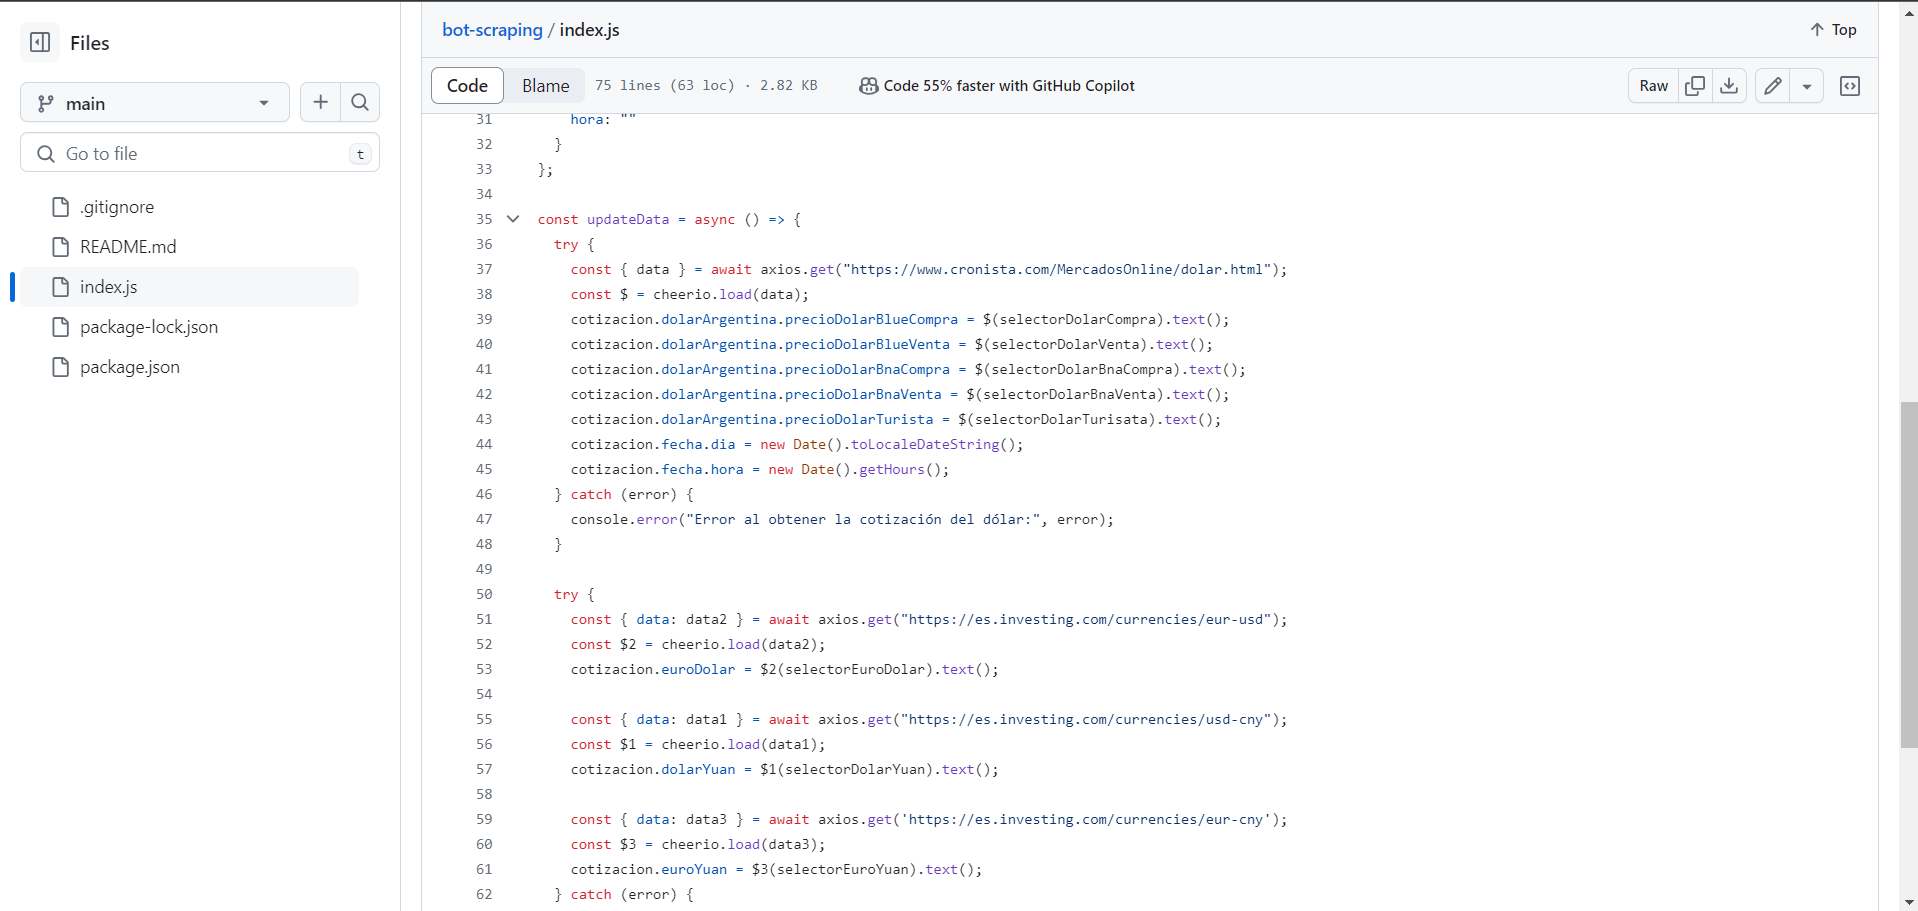 Files
main
Go to file
t
.gitignore
README.md
index.js
package-lock.json
package.json
bot-scraping / index.js
Top
Code
Blame
75 lines (63 loc) · 2.82 KB
Code 55% faster with GitHub Copilot
Raw
31 hora: ""
32 }
33 };
34
35 const updateData = async () => {
36 try {
37 const { data } = await axios.get("https://www.cronista.com/MercadosOnline/dolar.html");
38 const $ = cheerio.load(data);
39 cotizacion.dolarArgentina.precioDolarBlueCompra = $(selectorDolarCompra).text();
40 cotizacion.dolarArgentina.precioDolarBlueVenta = $(selectorDolarVenta).text();
41 cotizacion.dolarArgentina.precioDolarBnaCompra = $(selectorDolarBnaCompra).text();
42 cotizacion.dolarArgentina.precioDolarBnaVenta = $(selectorDolarBnaVenta).text();
43 cotizacion.dolarArgentina.precioDolarTurista = $(selectorDolarTurisata).text();
44 cotizacion.fecha.dia = new Date().toLocaleDateString();
45 cotizacion.fecha.hora = new Date().getHours();
46 } catch (error) {
47 console.error("Error al obtener la cotización del dólar:", error);
48 }
49
50 try {
51 const { data: data2 } = await axios.get("https://es.investing.com/currencies/eur-usd");
52 const $2 = cheerio.load(data2);
53 cotizacion.euroDolar = $2(selectorEuroDolar).text();
54
55 const { data: data1 } = await axios.get("https://es.investing.com/currencies/usd-cny");
56 const $1 = cheerio.load(data1);
57 cotizacion.dolarYuan = $1(selectorDolarYuan).text();
58
59 const { data: data3 } = await axios.get('https://es.investing.com/currencies/eur-cny');
60 const $3 = cheerio.load(data3);
61 cotizacion.euroYuan = $3(selectorEuroYuan).text();
62 } catch (error) {